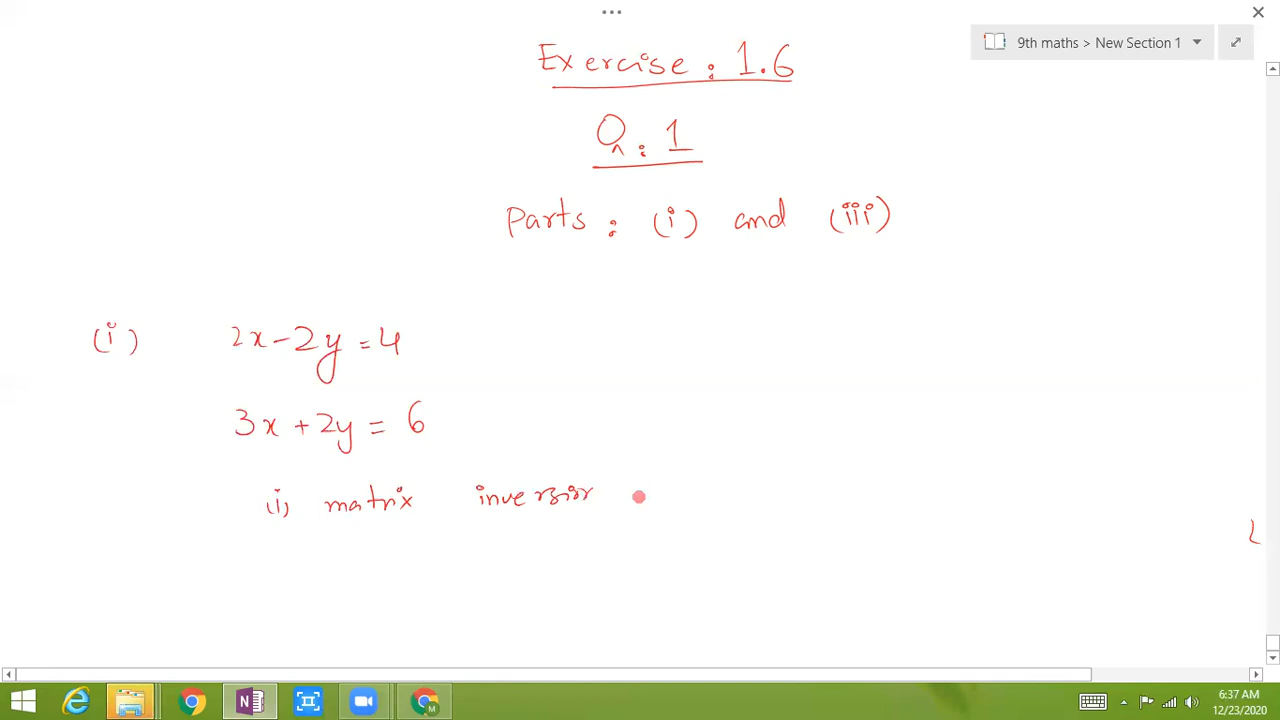 9th maths > New Section 1
Exercise : 1.6
Q : 1
Parts : (i) and (iii)
(i) 2x - 2y = 4
3x + 2y = 6
(i) matrix inversion
6:37 AM
12/23/2020